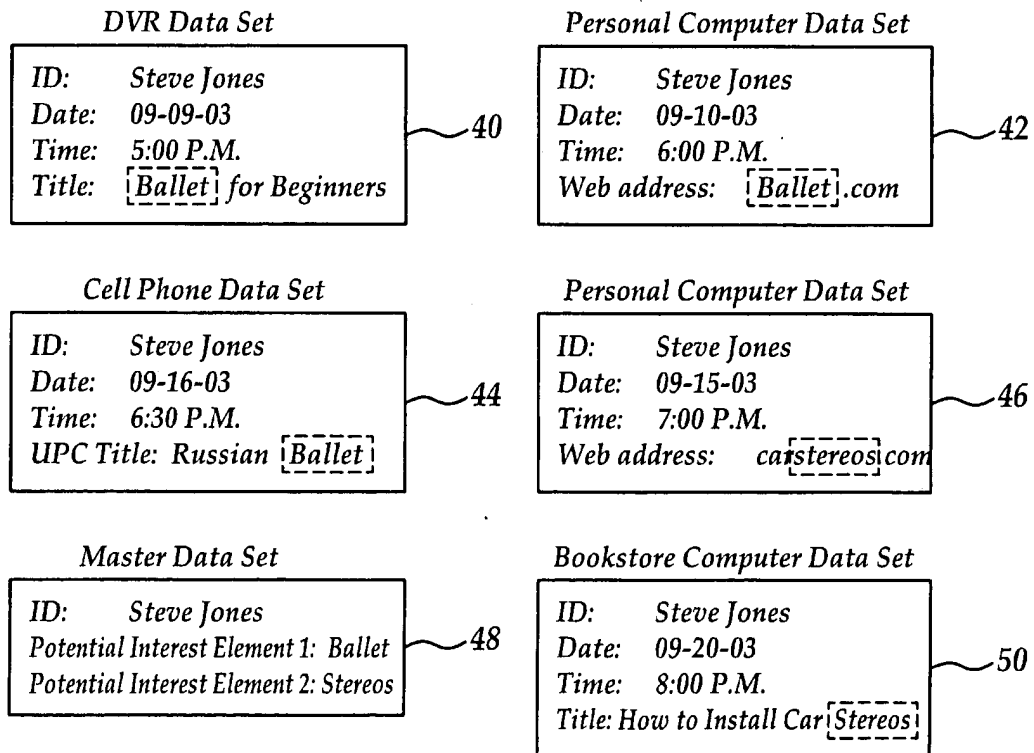 DVR Data Set
ID: Steve Jones
Date: 09-09-03
Time: 5:00 P.M.
Title: Ballet for Beginners
40
Personal Computer Data Set
ID: Steve Jones
Date: 09-10-03
Time: 6:00 P.M.
Web address: Ballet.com
42
Cell Phone Data Set
ID: Steve Jones
Date: 09-16-03
Time: 6:30 P.M.
UPC Title: Russian Ballet
44
Personal Computer Data Set
ID: Steve Jones
Date: 09-15-03
Time: 7:00 P.M.
Web address: carstereos.com
46
Master Data Set
ID: Steve Jones
Potential Interest Element 1: Ballet
Potential Interest Element 2: Stereos
48
Bookstore Computer Data Set
ID: Steve Jones
Date: 09-20-03
Time: 8:00 P.M.
Title: How to Install Car Stereos
50